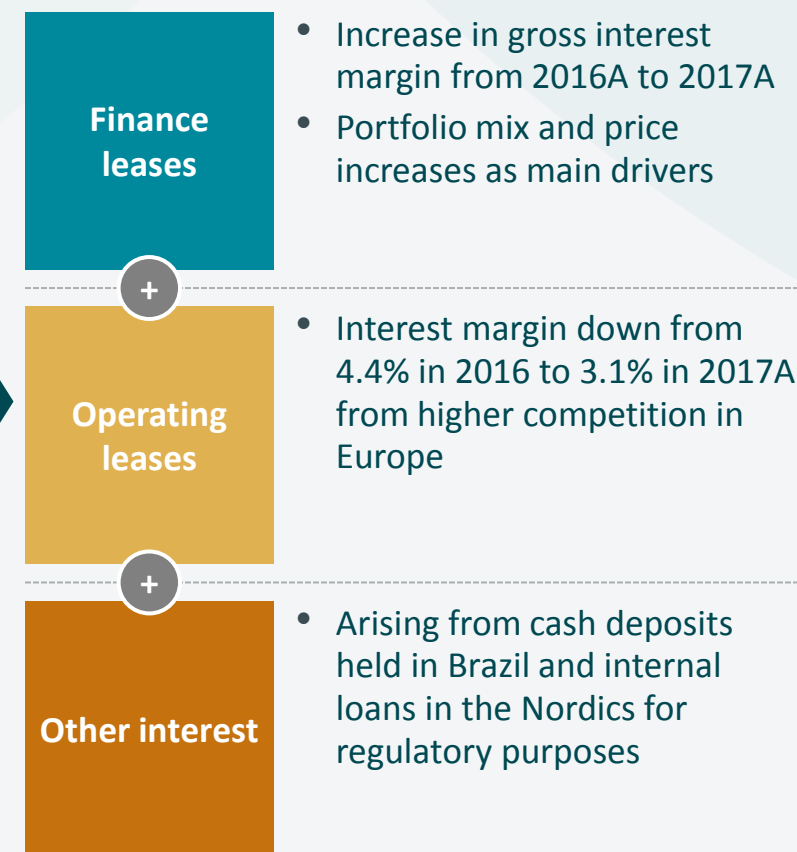 Finance
leases
• Increase in gross interest
margin from 2016A to 2017A
• Portfolio mix and price
increases as main drivers
+
Operating
leases
• Interest margin down from
4.4% in 2016 to 3.1% in 2017A
from higher competition in
Europe
+
Other interest
• Arising from cash deposits
held in Brazil and internal
loans in the Nordics for
regulatory purposes